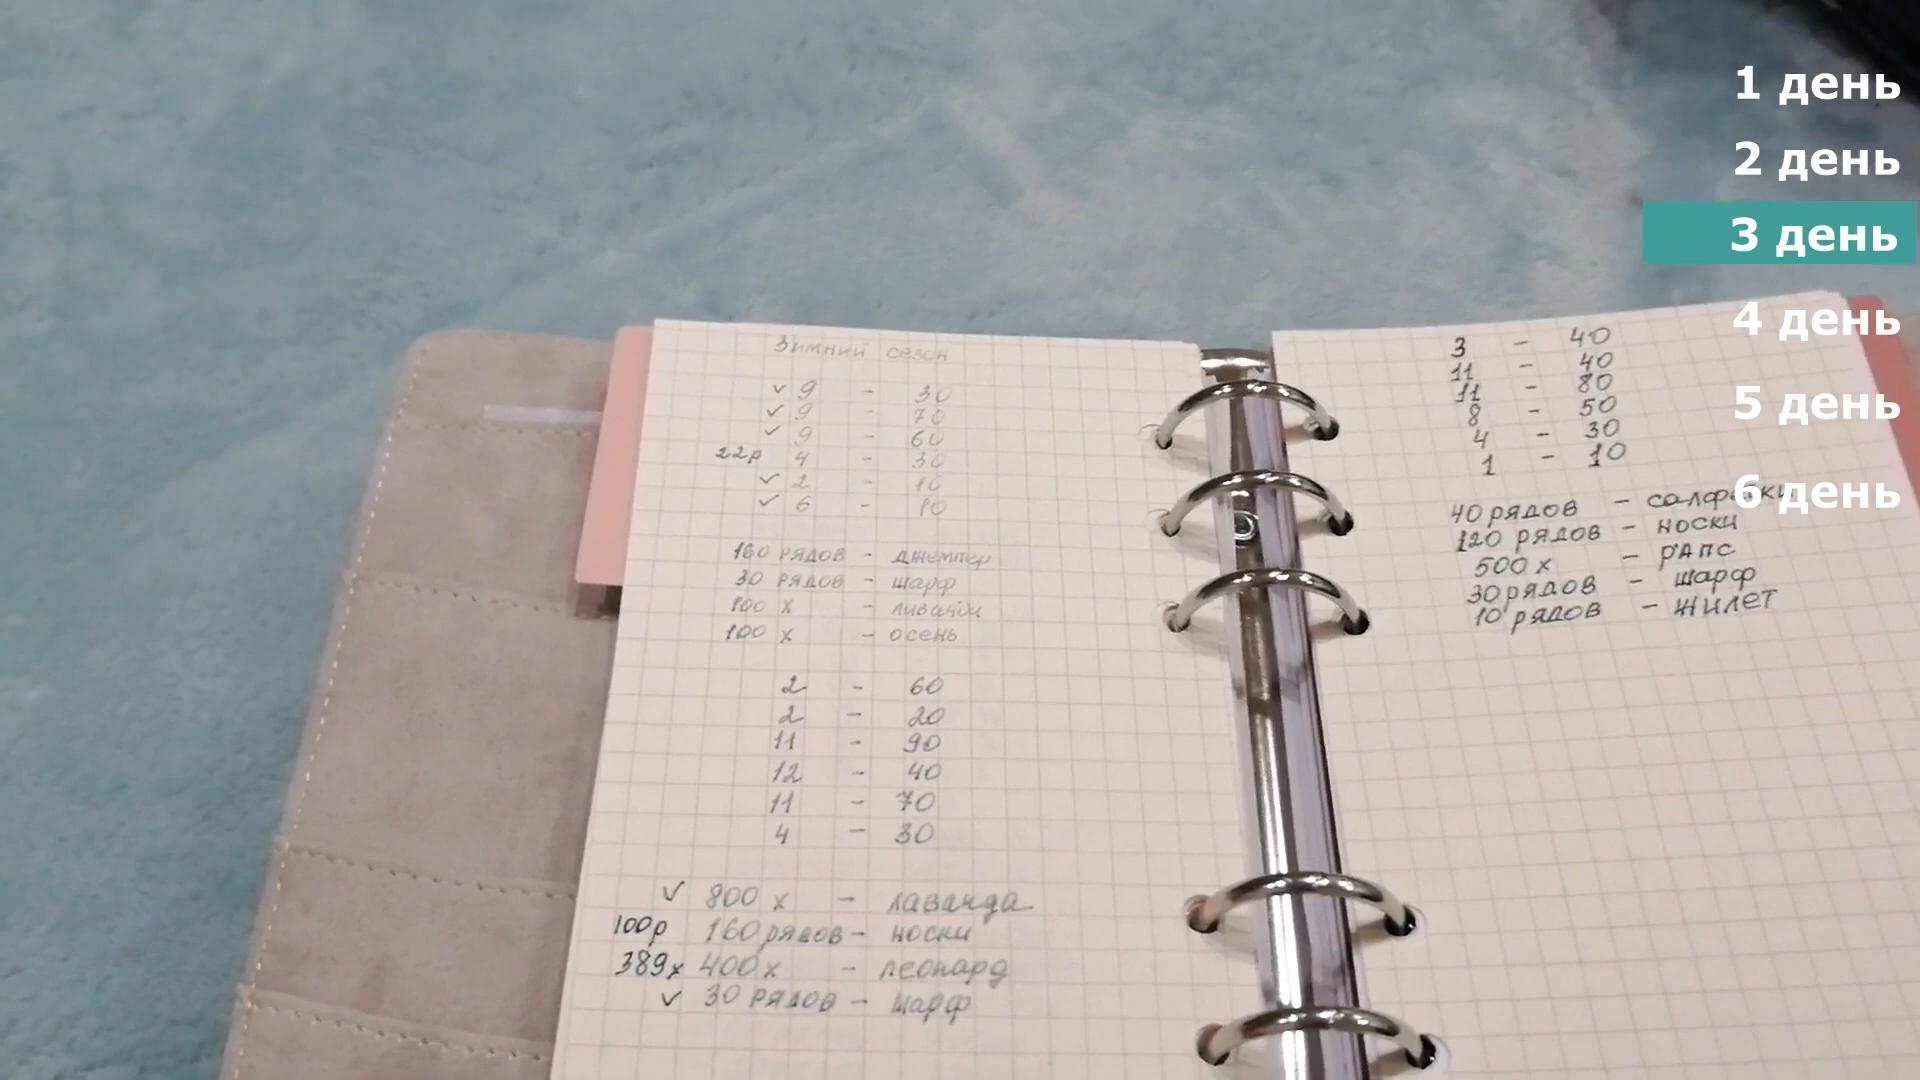 Зимний сезон
✓ 9 - 30
✓ 9 - 70
✓ 9 - 60
22р 4 - 30
✓ 2 - 10
✓ 6 - 10
160 рядов - джемпер
30 рядов - шарф
100 х -
100 х - осень
2 - 60
2 - 20
11 - 90
12 - 40
11 - 70
4 - 30
✓ 800 х - лаванда
100р 160 рядов - носки
389х 400 х - леонард
✓ 30 рядов - шарф
3 - 40
11 - 40
11 - 80
8 - 50
4 - 30
1 - 10
40 рядов - салфетки
120 рядов - носки
500 х - рапс
30 рядов - шарф
10 рядов - жилет
1 день
2 день
3 день
4 день
5 день
6 день